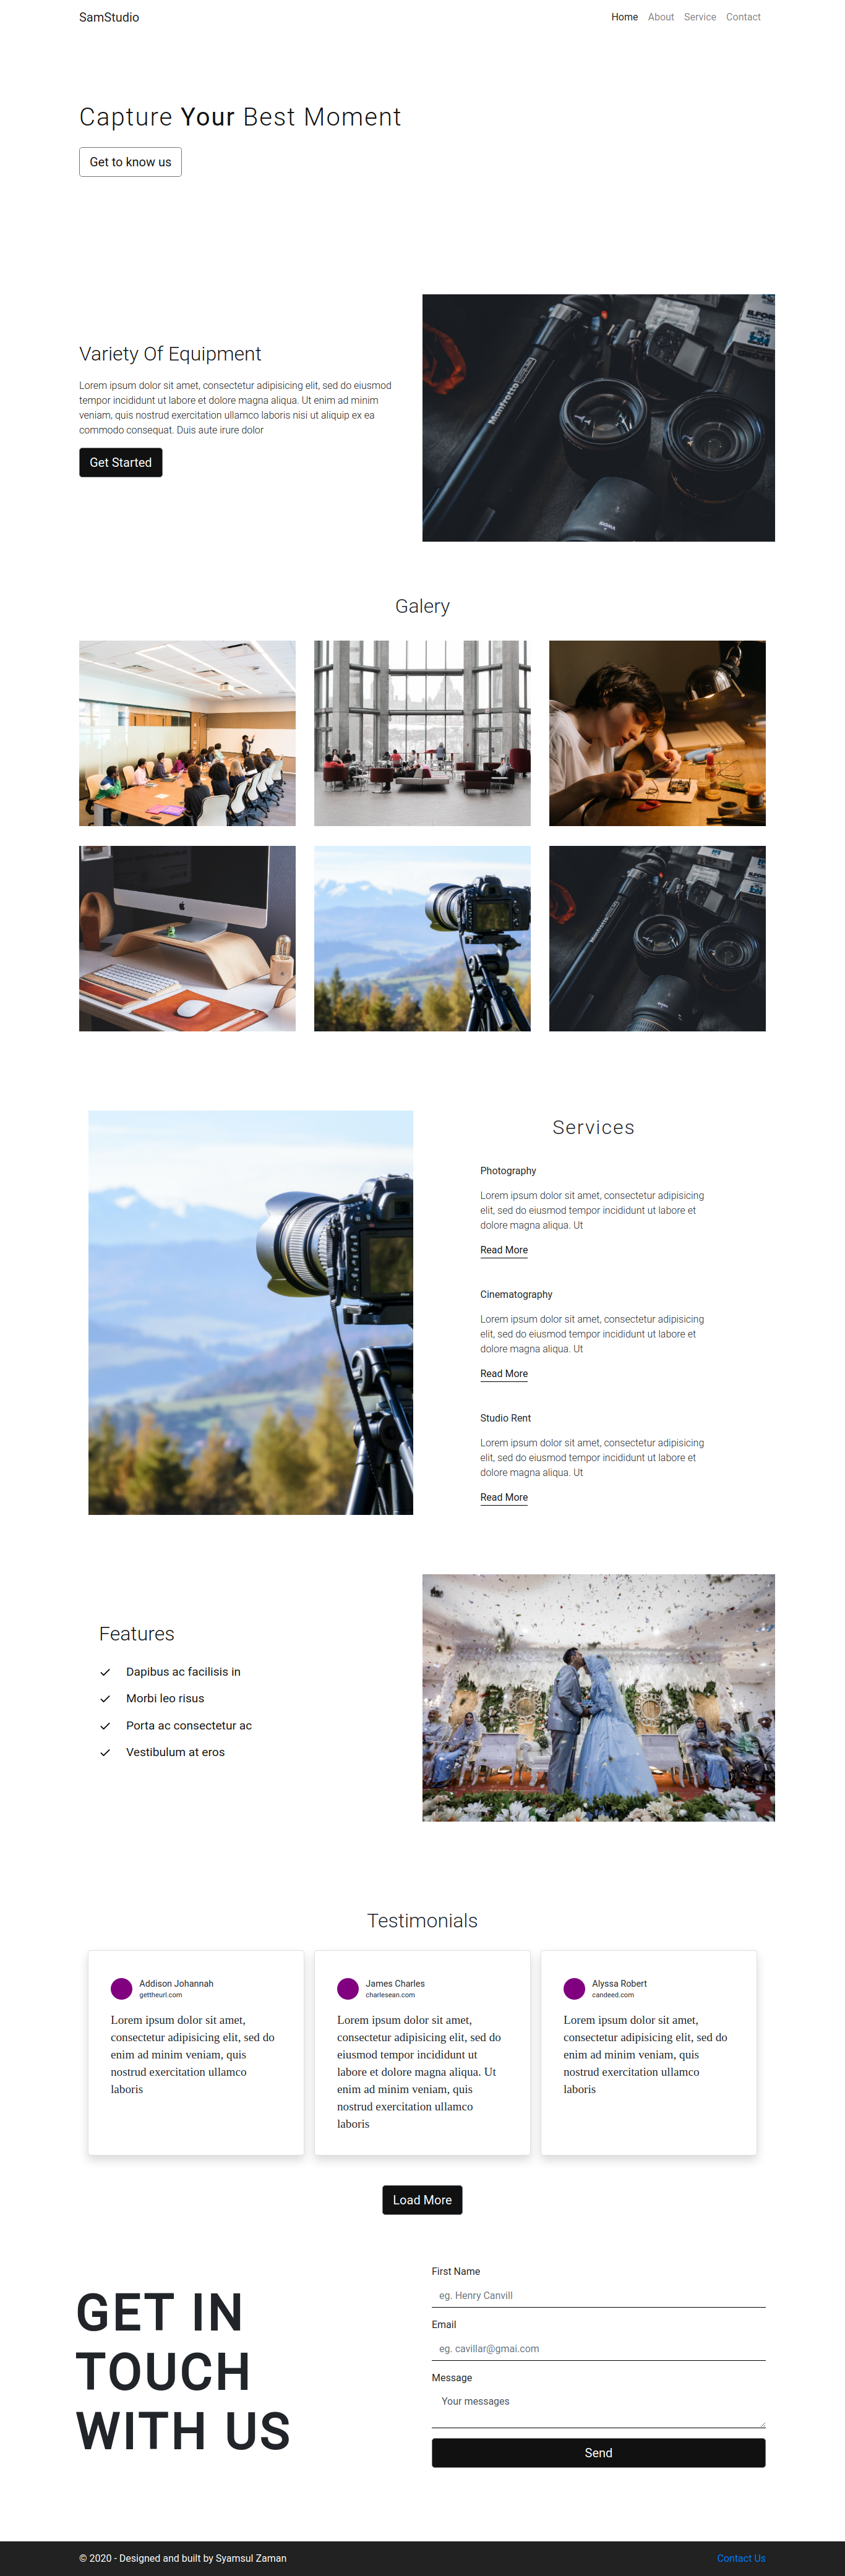 SamStudio
Home About Service Contact
Capture Your Best Moment
Get to know us
Variety Of Equipment
Lorem ipsum dolor sit amet, consectetur adipisicing elit, sed do eiusmod
tempor incididunt ut labore et dolore magna aliqua. Ut enim ad minim
veniam, quis nostrud exercitation ullamco laboris nisi ut aliquip ex ea
commodo consequat. Duis aute irure dolor
Get Started
Manfrotto
SIGMA
Galery
Manfrotto
Services
Photography
Lorem ipsum dolor sit amet, consectetur adipisicing
elit, sed do eiusmod tempor incididunt ut labore et
dolore magna aliqua. Ut
Read More
Cinematography
Lorem ipsum dolor sit amet, consectetur adipisicing
elit, sed do eiusmod tempor incididunt ut labore et
dolore magna aliqua. Ut
Read More
Studio Rent
Lorem ipsum dolor sit amet, consectetur adipisicing
elit, sed do eiusmod tempor incididunt ut labore et
dolore magna aliqua. Ut
Read More
Features
Dapibus ac facilisis in
Morbi leo risus
Porta ac consectetur ac
Vestibulum at eros
Testimonials
Addison Johannah
gettheurl.com
Lorem ipsum dolor sit amet,
consectetur adipisicing elit, sed do
enim ad minim veniam, quis
nostrud exercitation ullamco
laboris
James Charles
charlesean.com
Lorem ipsum dolor sit amet,
consectetur adipisicing elit, sed do
eiusmod tempor incididunt ut
labore et dolore magna aliqua. Ut
enim ad minim veniam, quis
nostrud exercitation ullamco
laboris
Alyssa Robert
candeed.com
Lorem ipsum dolor sit amet,
consectetur adipisicing elit, sed do
enim ad minim veniam, quis
nostrud exercitation ullamco
laboris
Load More
GET IN
TOUCH
WITH US
First Name
eg. Henry Canvill
Email
eg. cavillar@gmai.com
Message
Your messages
Send
© 2020 - Designed and built by Syamsul Zaman
Contact Us